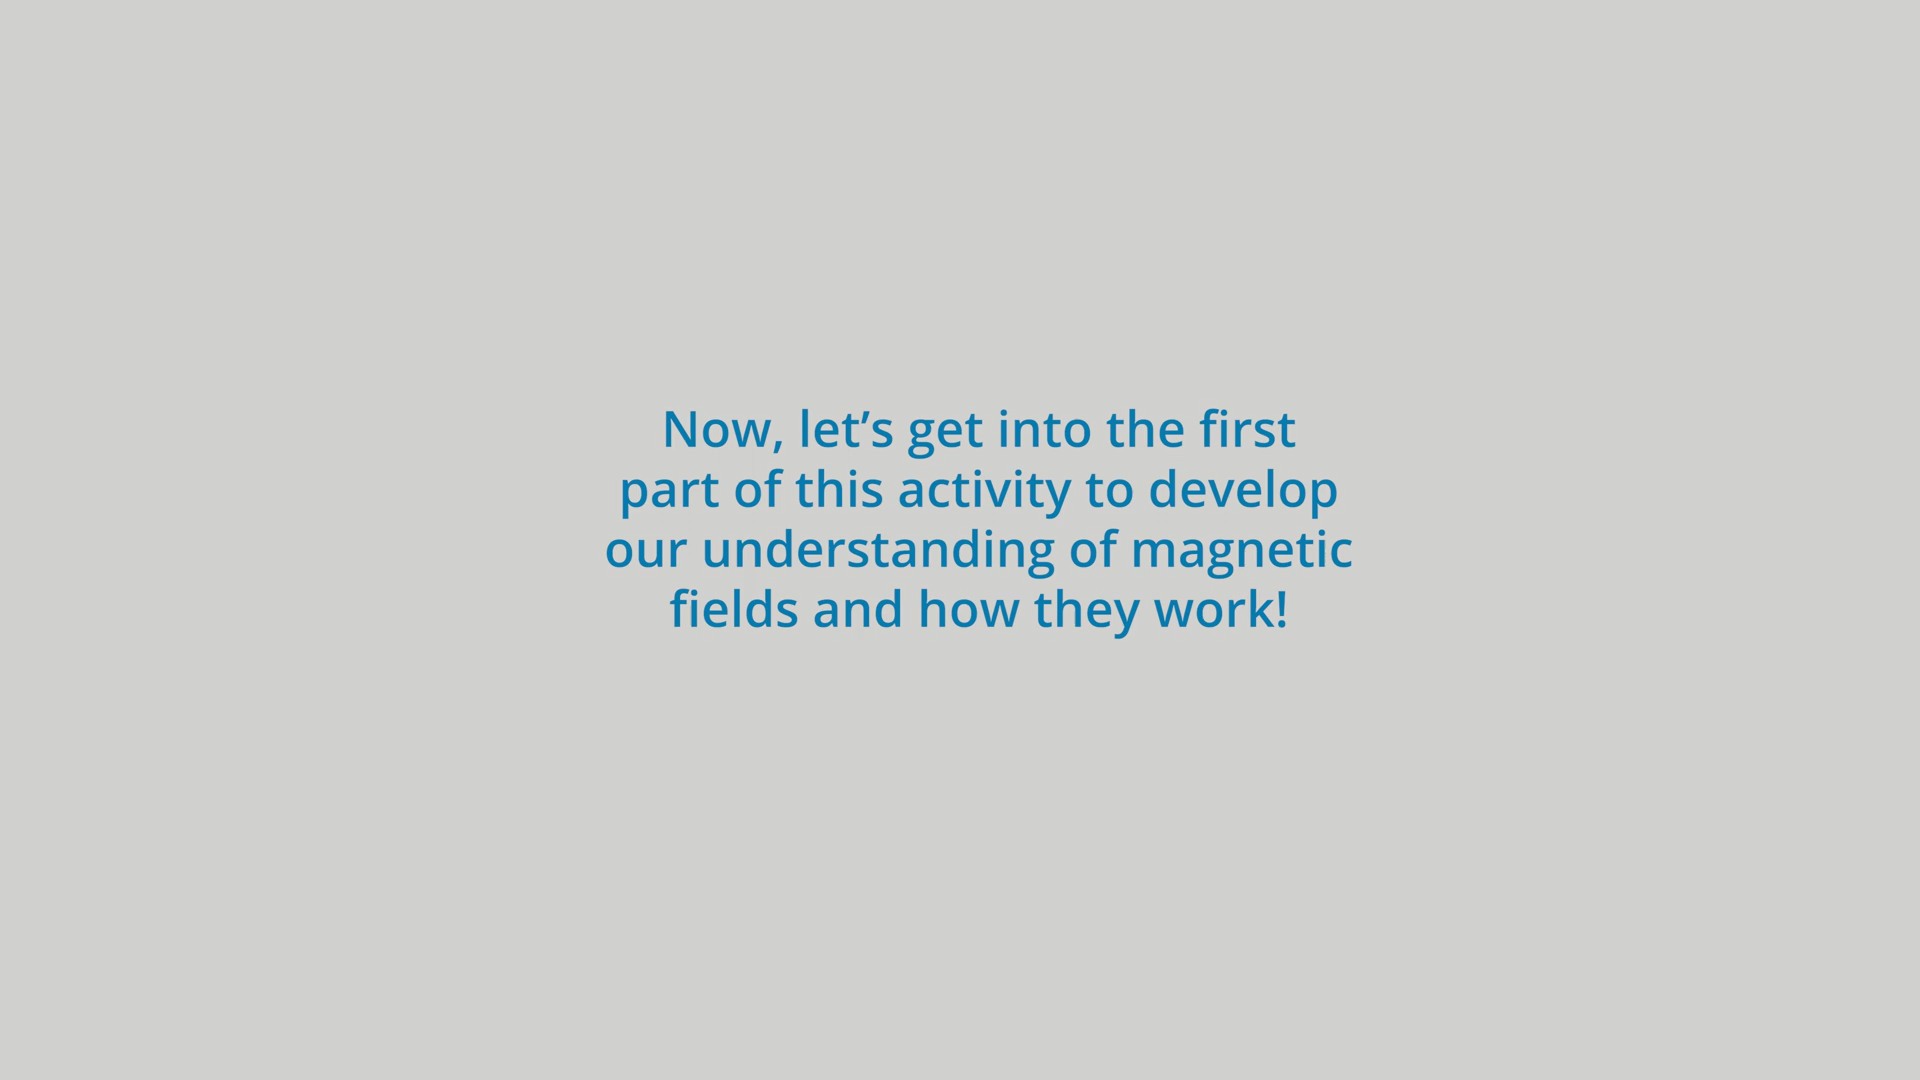 Now, let’s get into the first
part of this activity to develop
our understanding of magnetic
fields and how they work!